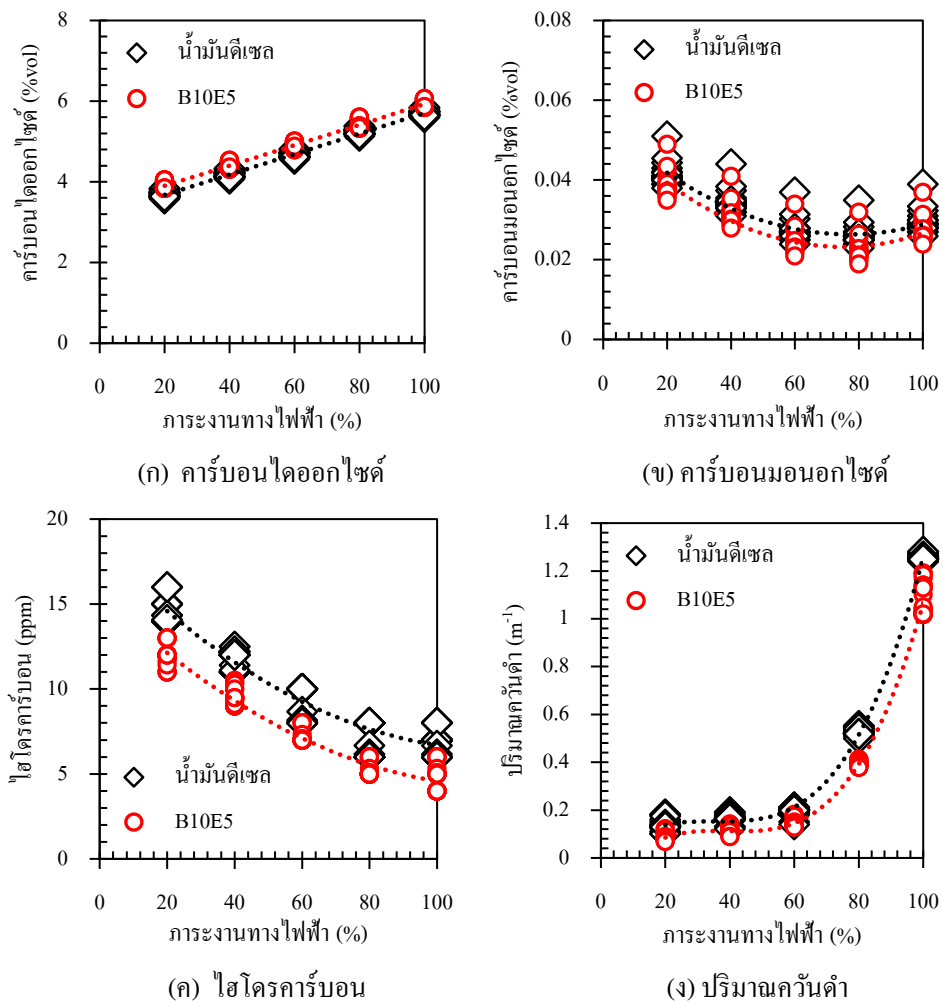 8
6
4
2
0
0 20 40 60 80 100
คาร์บอนไดออกไซด์ (%vol)
น้ำมันดีเซล
B10E5
ภาระงานทางไฟฟ้า (%)
(ก) คาร์บอนไดออกไซด์
0.08
0.06
0.04
0.02
0
0 20 40 60 80 100
คาร์บอนมอนอกไซด์ (%vol)
น้ำมันดีเซล
B10E5
ภาระงานทางไฟฟ้า (%)
(ข) คาร์บอนมอนอกไซด์
20
15
10
5
0
0 20 40 60 80 100
ไฮโดรคาร์บอน (ppm)
น้ำมันดีเซล
B10E5
ภาระงานทางไฟฟ้า (%)
(ค) ไฮโดรคาร์บอน
1.4
1.2
1
0.8
0.6
0.4
0.2
0
0 20 40 60 80 100
ปริมาณควันดำ (m⁻¹)
น้ำมันดีเซล
B10E5
ภาระงานทางไฟฟ้า (%)
(ง) ปริมาณควันดำ